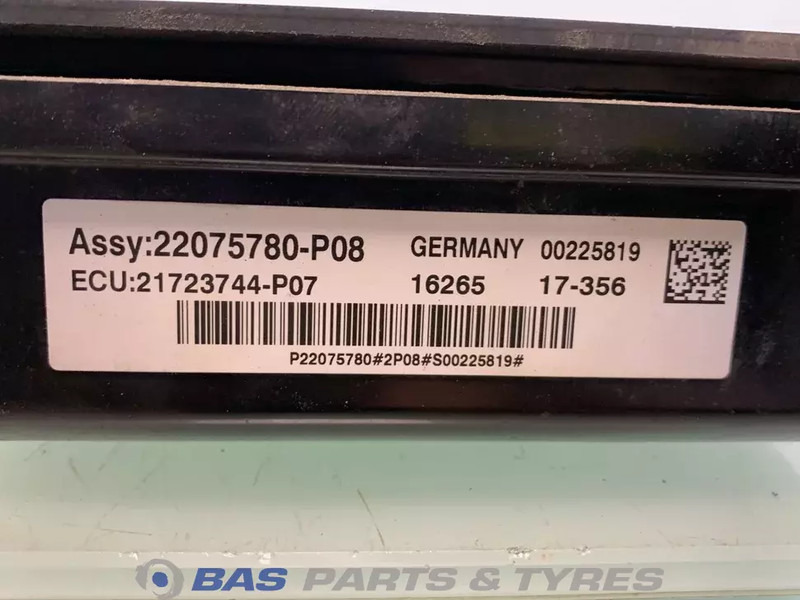 Assy:22075780-P08 GERMANY 00225819
ECU:21723744-P07 16265 17-356
P22075780#2P08#S00225819#
BAS PARTS & TYRES